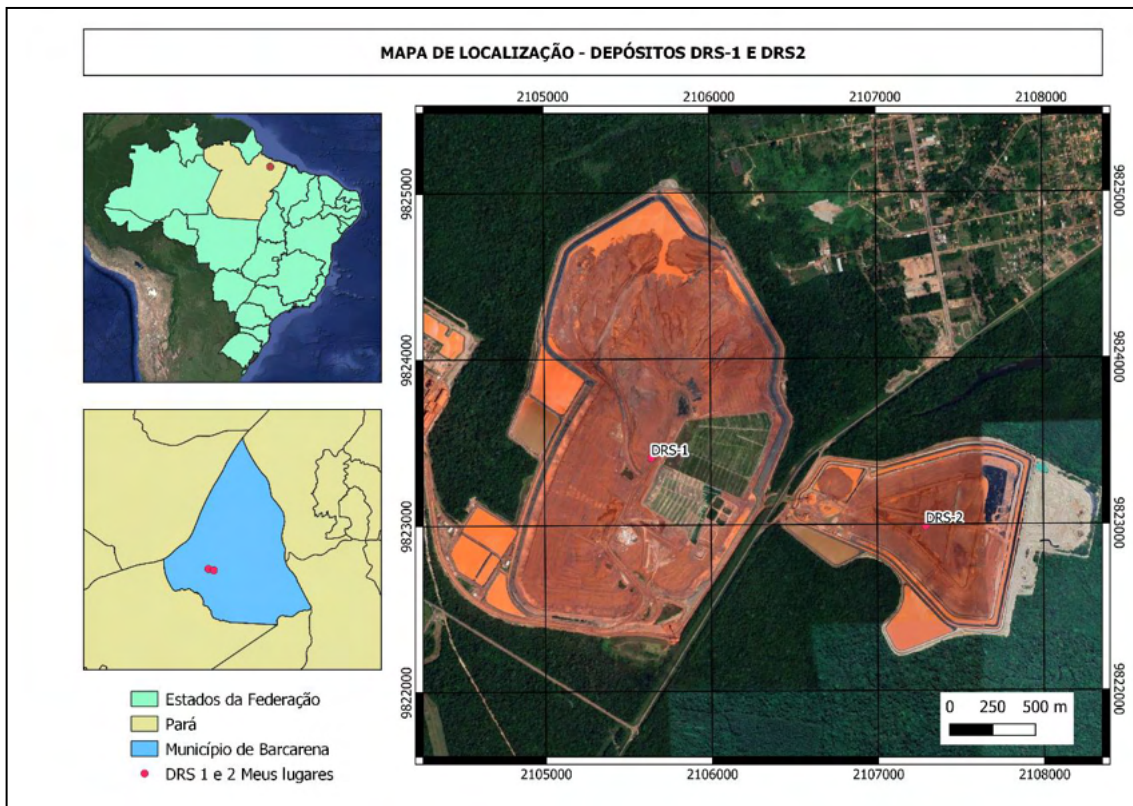 MAPA DE LOCALIZAÇÃO - DEPÓSITOS DRS-1 E DRS2
2105000 2106000 2107000 2108000
9825000 9825000
9824000 9824000
DRS-1
DRS-2
9823000 9823000
9822000 9822000
Estados da Federação
Pará
Município de Barcarena
DRS 1 e 2 Meus lugares
0 250 500 m
2105000 2106000 2107000 2108000